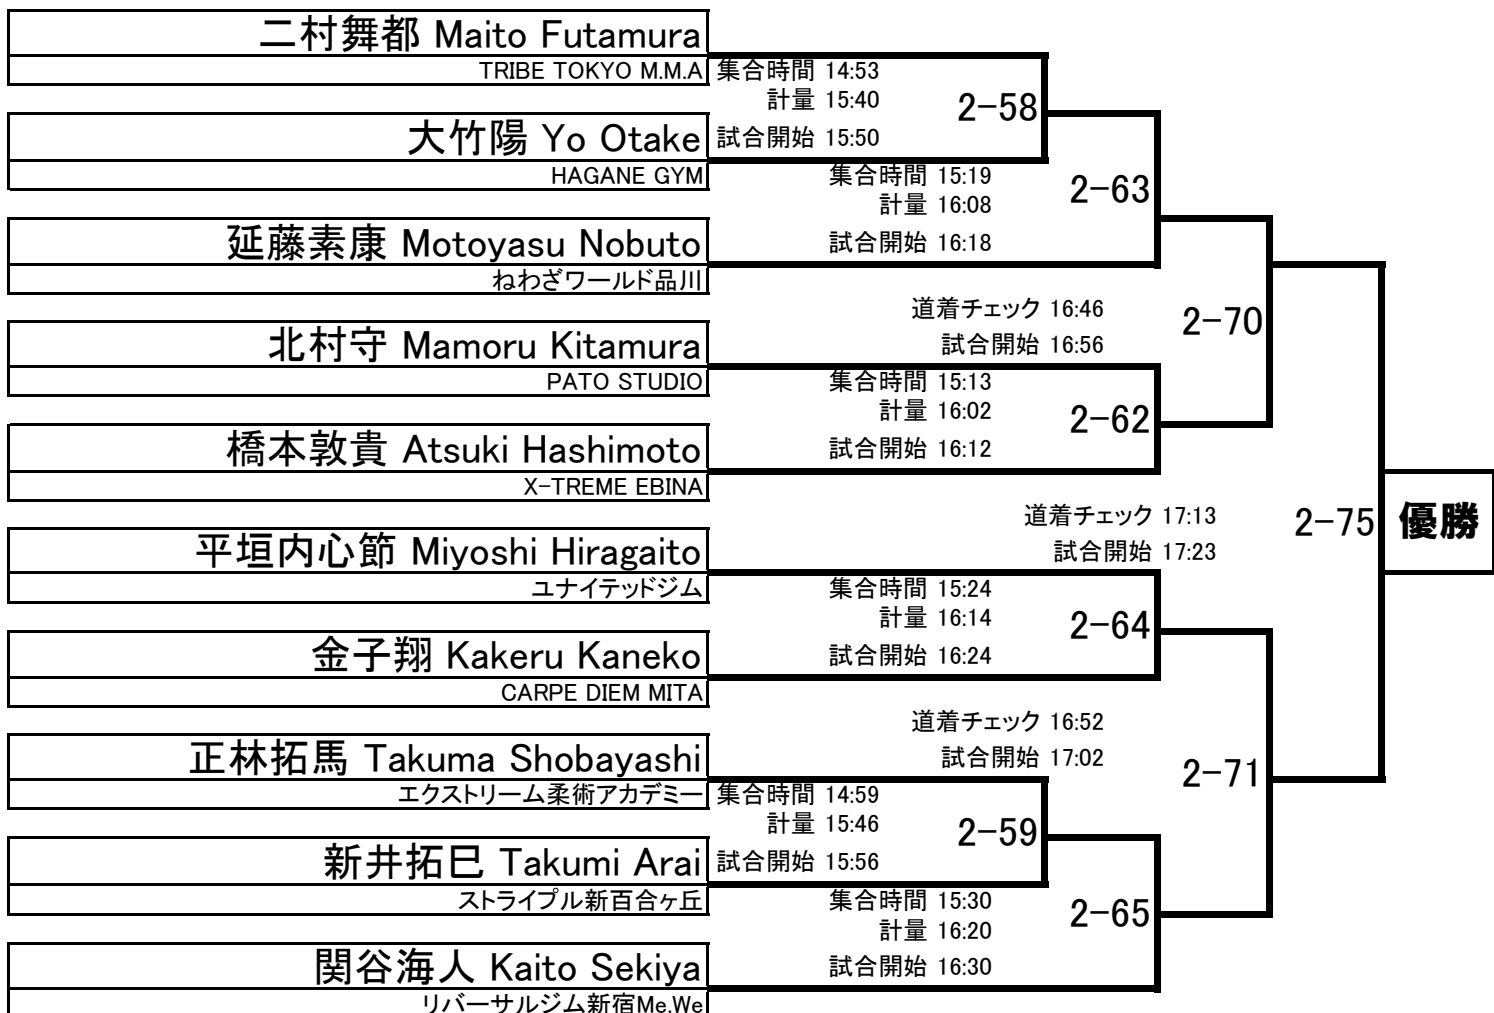 二村舞都 Maito Futamura
TRIBE TOKYO M.M.A
集合時間 14:53
計量 15:40
2-58
試合開始 15:50
大竹陽 Yo Otake
HAGANE GYM
集合時間 15:19
計量 16:08
2-63
試合開始 16:18
延藤素康 Motoyasu Nobuto
ねわざワールド品川
道着チェック 16:46
2-70
試合開始 16:56
北村守 Mamoru Kitamura
PATO STUDIO
集合時間 15:13
計量 16:02
2-62
試合開始 16:12
橋本敦貴 Atsuki Hashimoto
X-TREME EBINA
道着チェック 17:13
2-75
優勝
試合開始 17:23
平垣内心節 Miyoshi Hiragaito
ユナイテッドジム
集合時間 15:24
計量 16:14
2-64
試合開始 16:24
金子翔 Kakeru Kaneko
CARPE DIEM MITA
道着チェック 16:52
試合開始 17:02
2-71
正林拓馬 Takuma Shobayashi
エクストリーム柔術アカデミー
集合時間 14:59
計量 15:46
2-59
試合開始 15:56
新井拓巳 Takumi Arai
ストライプル新百合ヶ丘
集合時間 15:30
計量 16:20
2-65
試合開始 16:30
関谷海人 Kaito Sekiya
リバーサルジム新宿Me,We